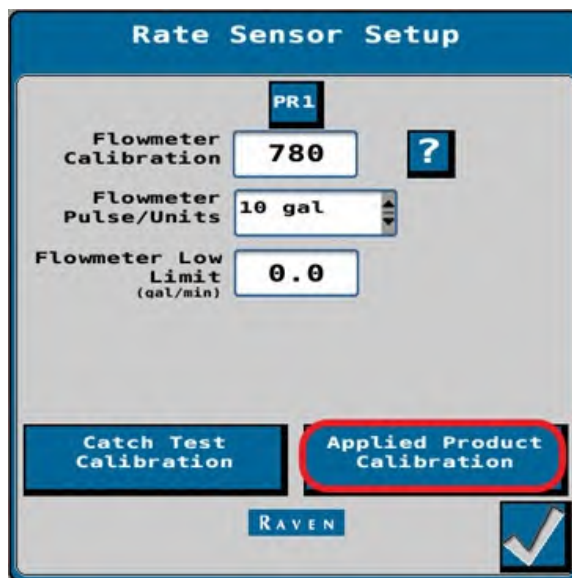 Rate Sensor Setup
PR1
Flowmeter
Calibration
780
?
Flowmeter
Pulse/Units
10 gal
Flowmeter Low
Limit
(gal/min)
0.0
Catch Test
Calibration
Applied Product
Calibration
RAVEN